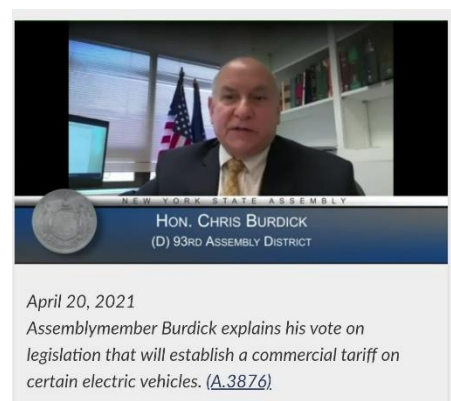 NEW YORK STATE ASSEMBLY
HON. CHRIS BURDICK
(D) 93RD ASSEMBLY DISTRICT
April 20, 2021
Assemblymember Burdick explains his vote on
legislation that will establish a commercial tariff on
certain electric vehicles. (A.3876)